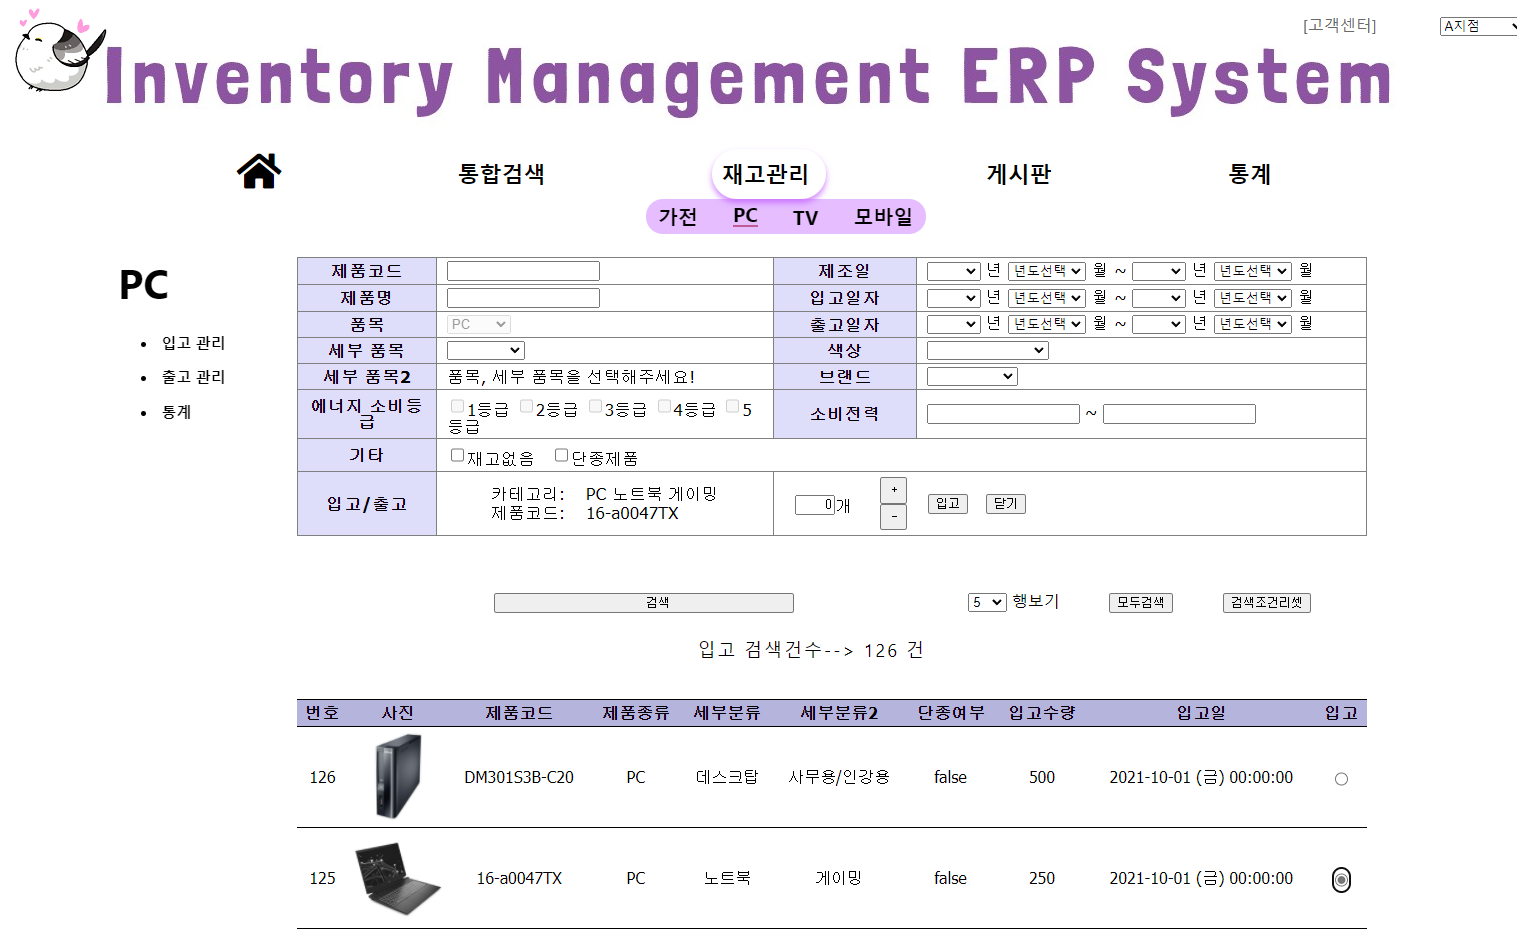 [고객센터] A지점
Inventory Management ERP System
통합검색 재고관리 게시판 통계
가전 PC TV 모바일
PC
입고 관리
출고 관리
통계
제품코드 제조일 년 년도선택 월 ~ 년 년도선택 월
제품명 입고일자 년 년도선택 월 ~ 년 년도선택 월
품목 PC 출고일자 년 년도선택 월 ~ 년 년도선택 월
세부 품목 색상
세부 품목2 품목, 세부 품목을 선택해주세요! 브랜드
에너지 소비등급 1등급 2등급 3등급 4등급 5등급 소비전력 ~
기타 재고없음 단종제품
입고/출고 카테고리: PC 노트북 게이밍 0개 + - 입고 닫기
제품코드: 16-a0047TX
검색 5 행보기 모두검색 검색조건리셋
입고 검색건수--> 126 건
번호 사진 제품코드 제품종류 세부분류 세부분류2 단종여부 입고수량 입고일 입고
126 DM301S3B-C20 PC 데스크탑 사무용/인강용 false 500 2021-10-01 (금) 00:00:00
125 16-a0047TX PC 노트북 게이밍 false 250 2021-10-01 (금) 00:00:00